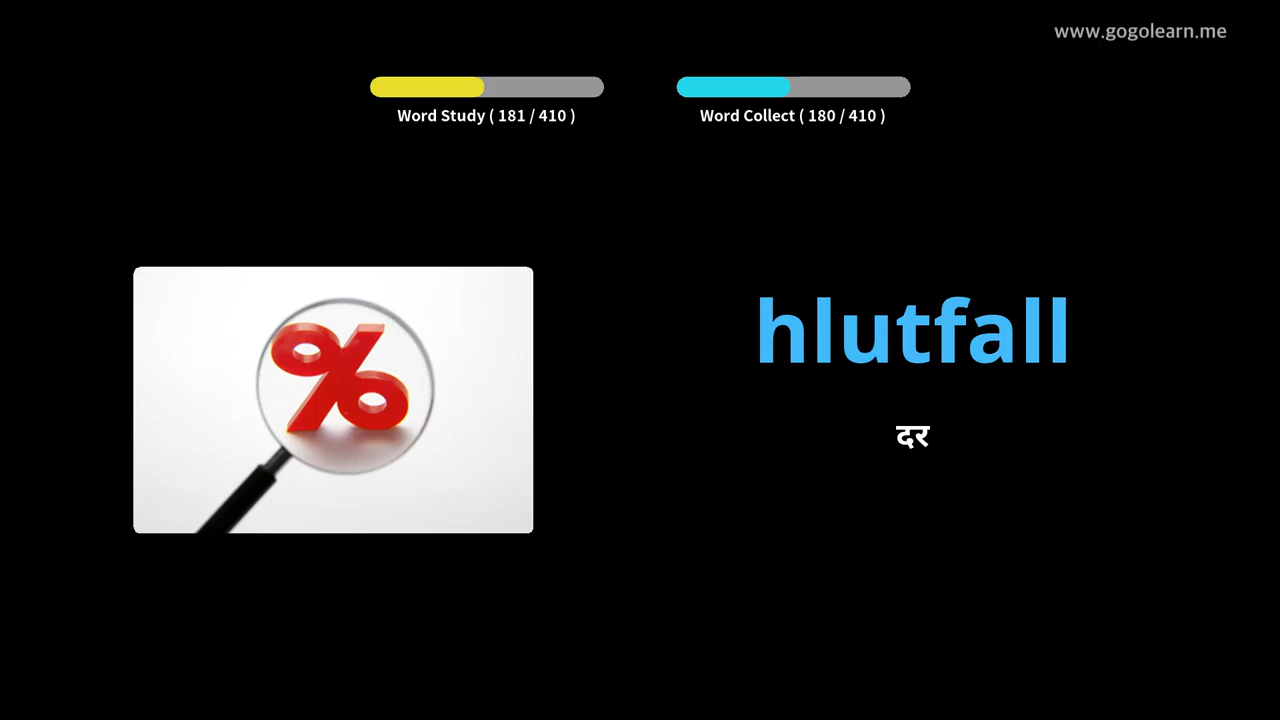 www.gogolearn.me
Word Study ( 181 / 410 )
Word Collect ( 180 / 410 )
%
hlutfall
दर